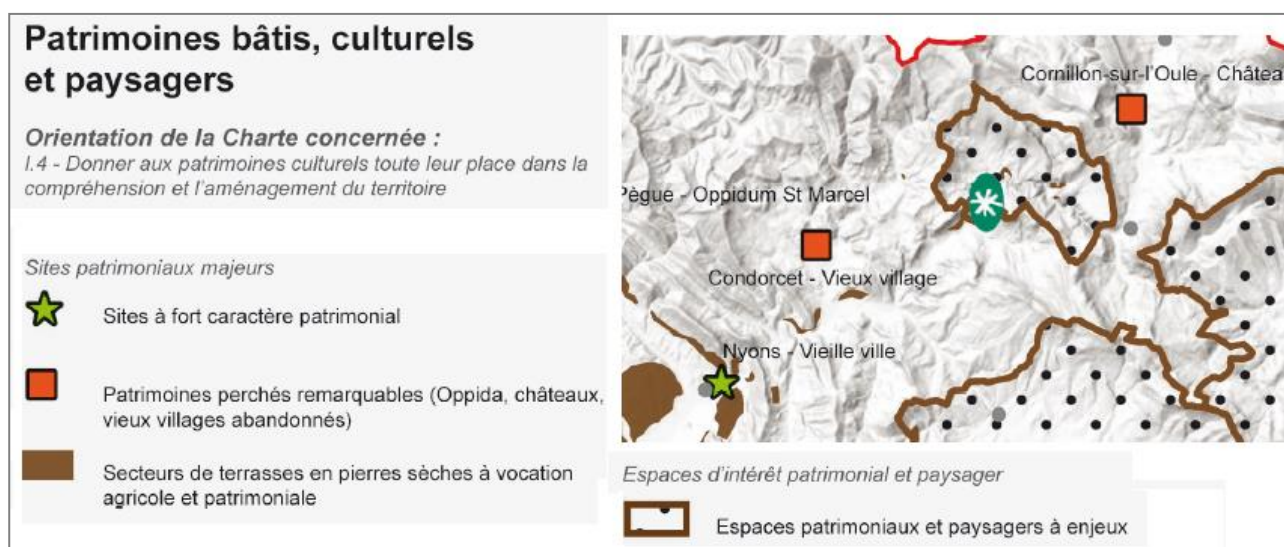 Patrimoines bâtis, culturels
et paysagers
Orientation de la Charte concernée :
I.4 - Donner aux patrimoines culturels toute leur place dans la
compréhension et l'aménagement du territoire
Sites patrimoniaux majeurs
Sites à fort caractère patrimonial
Patrimoines perchés remarquables (Oppida, châteaux,
vieux villages abandonnés)
Secteurs de terrasses en pierres sèches à vocation
agricole et patrimoniale
Cornillon-sur-l'Oule - Châtea
Pègue - Oppidum St Marcel
Condorcet - Vieux village
Nyons - Vieille ville
Espaces d'intérêt patrimonial et paysager
Espaces patrimoniaux et paysagers à enjeux